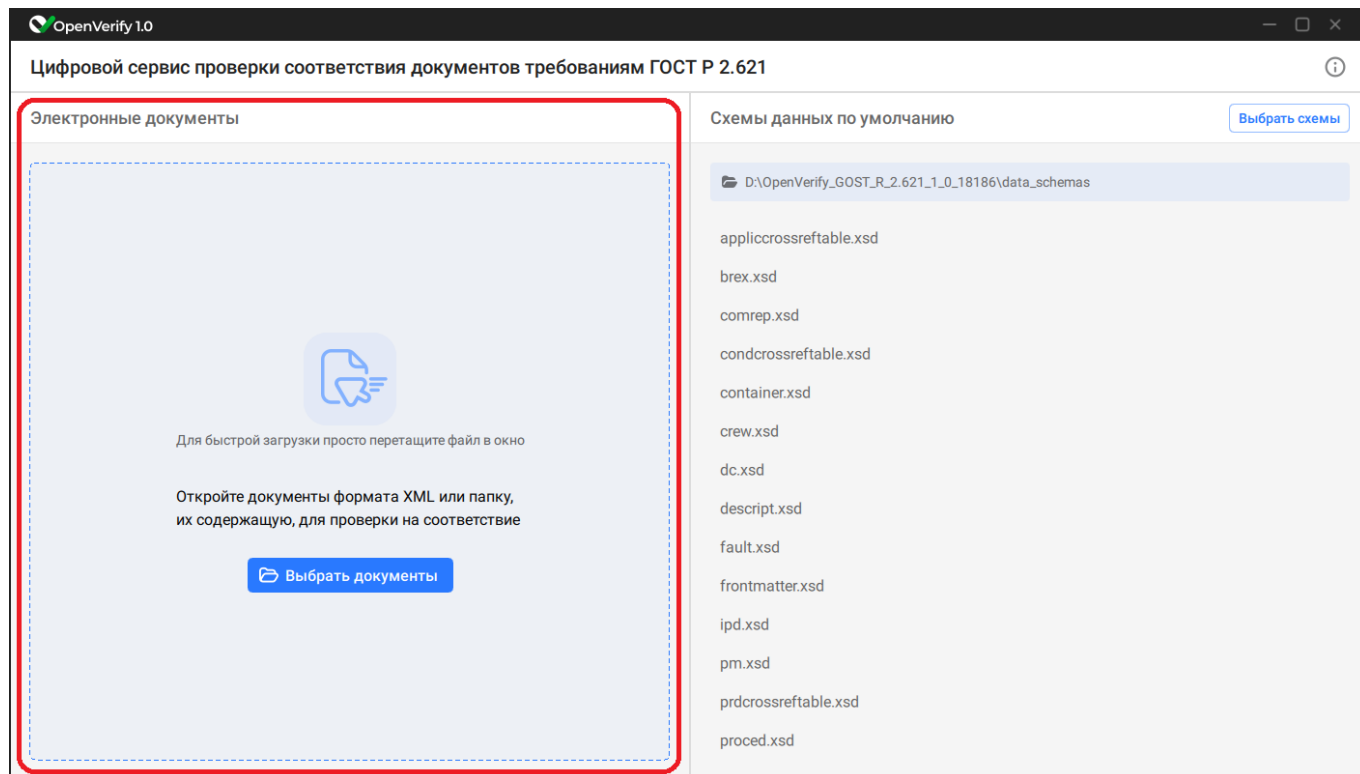 OpenVerify 1.0
Цифровой сервис проверки соответствия документов требованиям ГОСТ Р 2.621
Электронные документы
Для быстрой загрузки просто перетащите файл в окно
Откройте документы формата XML или папку,
их содержащую, для проверки на соответствие
Выбрать документы
Схемы данных по умолчанию
Выбрать схемы
D:\OpenVerify_GOST_R_2.621_1_0_18186\data_schemas
appliccrossreftable.xsd
brex.xsd
comrep.xsd
condcrossreftable.xsd
container.xsd
crew.xsd
dc.xsd
descript.xsd
fault.xsd
frontmatter.xsd
ipd.xsd
pm.xsd
prdcrossreftable.xsd
proced.xsd